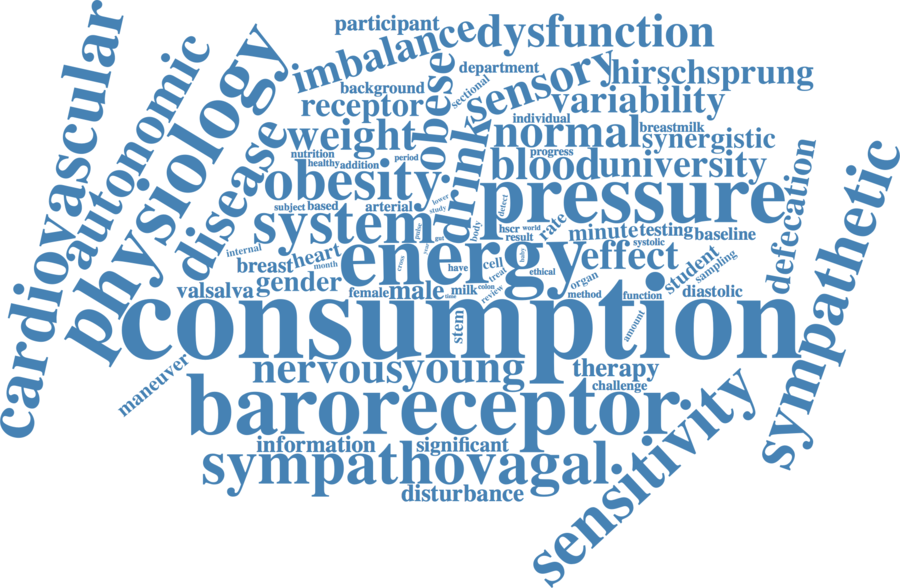 cardiovascular
autonomic
physiology
disease
participant
imbalance
dysfunction
department
background
sectional
sensory
hirschsprung
receptor
obese
variability
individual
weight
drink
normal
breastmilk
synergistic
nutrition
healthy
addition
period
progress
blood
university
obesity
pressure
subject
based
arterial
lower
study
detect
defecation
sympathetic
system
pulse
gut
body
hscr
world
result
rate
minute
testing
baseline
systolic
internal
breast
heart
month
energy
cross
have
cell
treat
baby
ethical
effect
organ
student
sampling
valsalva
gender
female
male
milk
colon
time
review
method
function
diastolic
consumption
stem
amount
maneuver
nervous
young
therapy
challenge
baroreceptor
information
significant
sympathovagal
sensitivity
disturbance